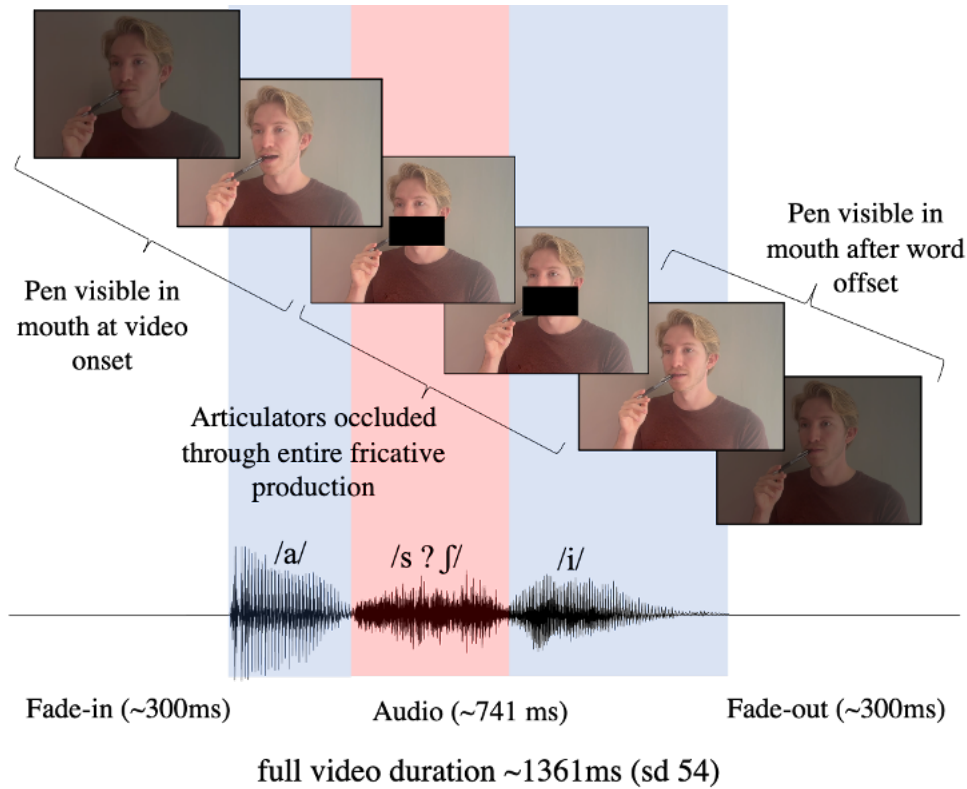 Pen visible in
mouth at video
onset
Pen visible in
mouth after word
offset
Articulators occluded
through entire fricative
production
/a/
/s ? ʃ/
/i/
Fade-in (~300ms)
Audio (~741 ms)
Fade-out (~300ms)
full video duration ~1361ms (sd 54)